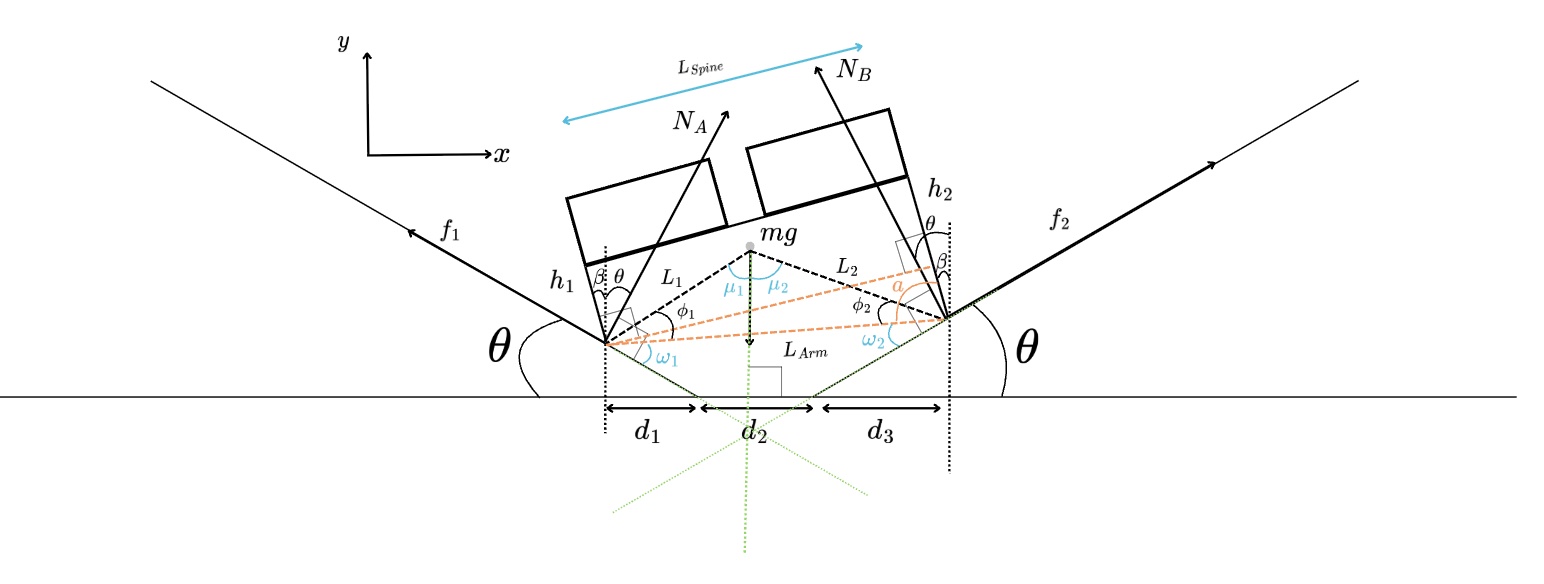 y
x
L_Spine
N_A
N_B
h_2
θ
β
f_1
f_2
mg
h_1
β
θ
L_1
L_2
μ_1
μ_2
a
ϕ_1
ϕ_2
ω_1
ω_2
L_Arm
θ
θ
d_1
d_2
d_3